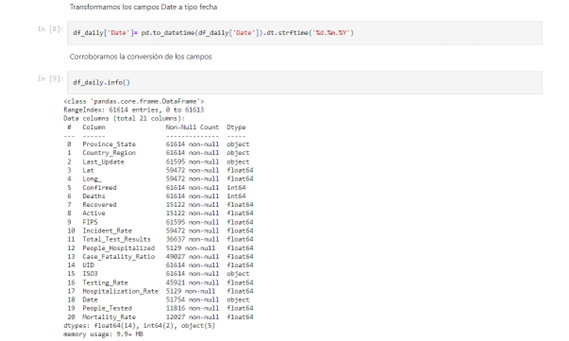 Transformamos los campos Date a tipo fecha
In [8]: df_daily['Date']= pd.to_datetime(df_daily['Date']).dt.strftime('%d.%m.%Y')
Corroboramos la conversión de los campos
In [9]: df_daily.info()
<class 'pandas.core.frame.DataFrame'>
RangeIndex: 61614 entries, 0 to 61613
Data columns (total 21 columns):
# Column Non-Null Count Dtype
--- ------ -------------- -----
0 Province_State 61614 non-null object
1 Country_Region 61614 non-null object
2 Last_Update 61595 non-null object
3 Lat 59472 non-null float64
4 Long_ 59472 non-null float64
5 Confirmed 61614 non-null int64
6 Deaths 61614 non-null int64
7 Recovered 15122 non-null float64
8 Active 15122 non-null float64
9 FIPS 61595 non-null float64
10 Incident_Rate 59472 non-null float64
11 Total_Test_Results 36637 non-null float64
12 People_Hospitalized 5129 non-null float64
13 Case_Fatality_Ratio 49027 non-null float64
14 UID 61614 non-null float64
15 ISO3 61614 non-null object
16 Testing_Rate 45921 non-null float64
17 Hospitalization_Rate 5129 non-null float64
18 Date 51754 non-null object
19 People_Tested 11816 non-null float64
20 Mortality_Rate 12027 non-null float64
dtypes: float64(14), int64(2), object(5)
memory usage: 9.9+ MB